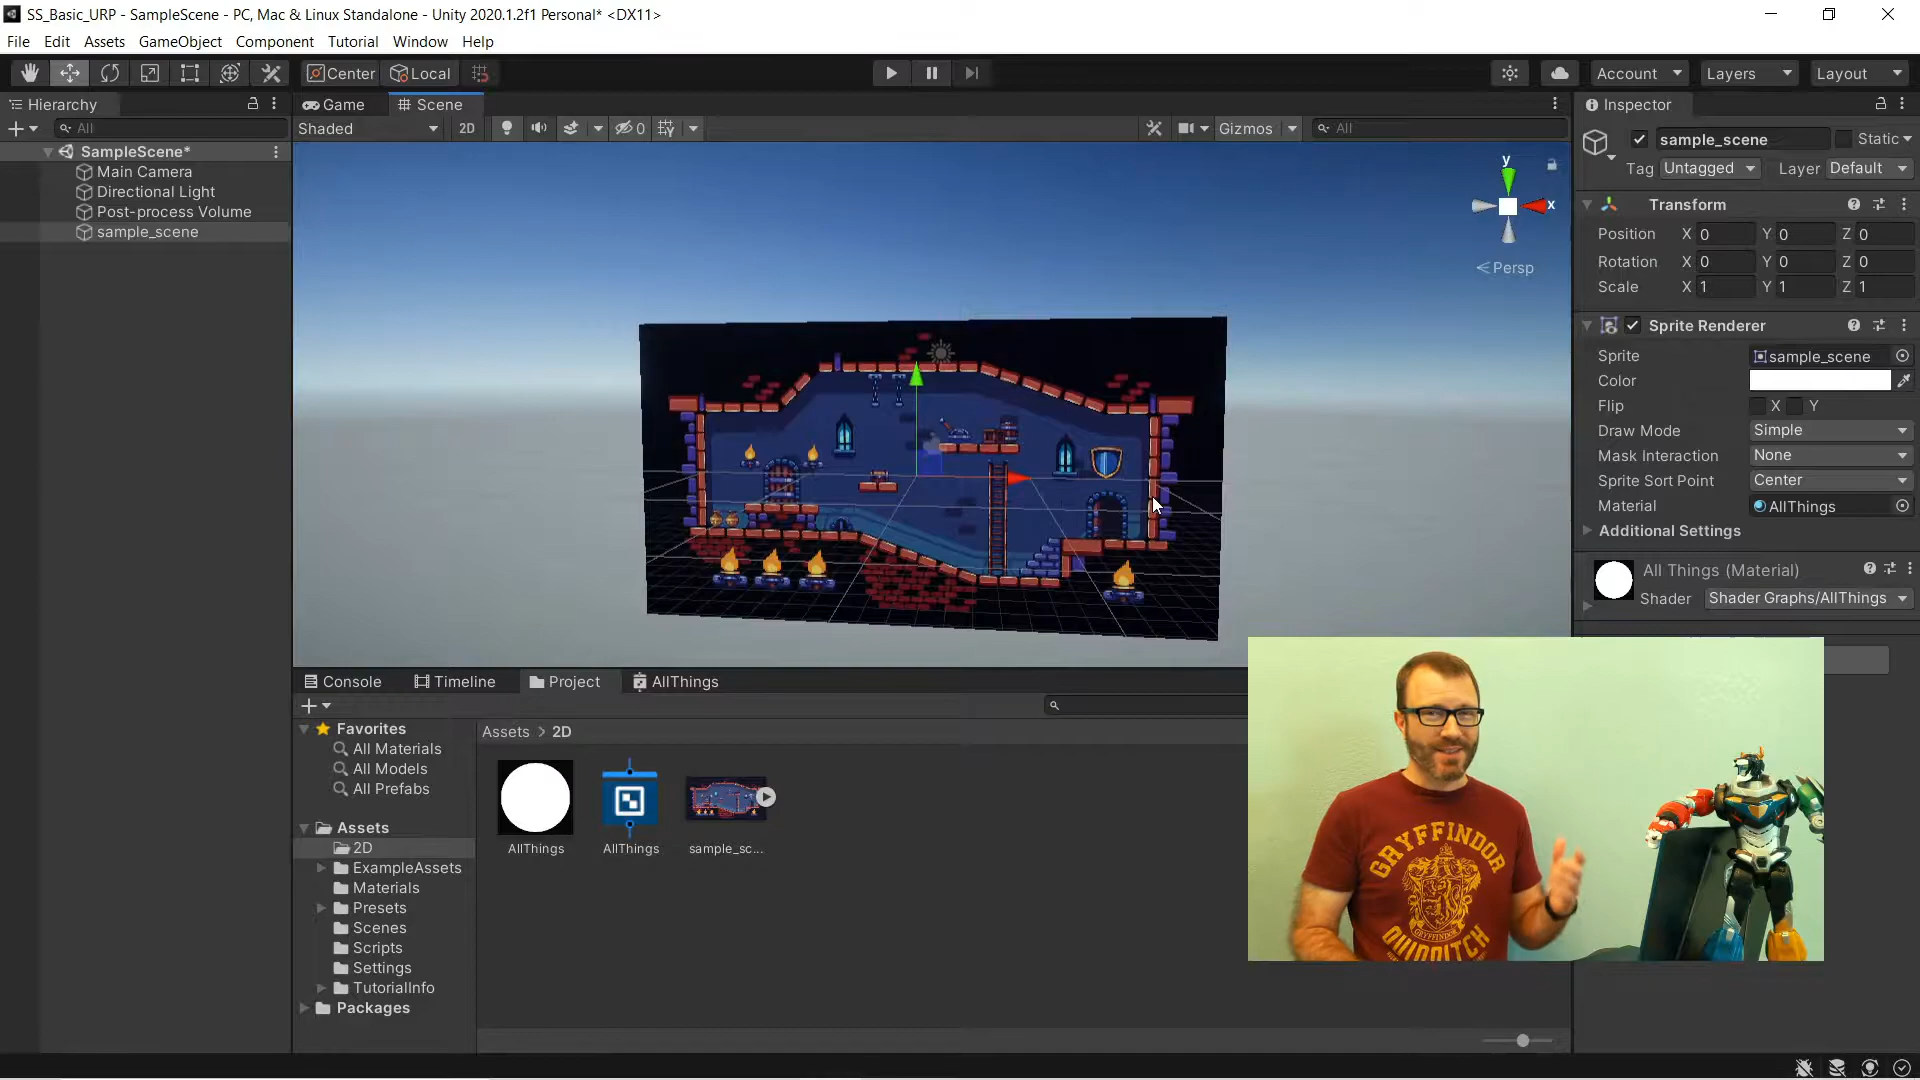 SS_Basic_URP - SampleScene - PC, Mac & Linux Standalone - Unity 2020.1.2f1 Personal* <DX11>
File Edit Assets GameObject Component Tutorial Window Help
Center Local Account Layers Layout
Hierarchy Game Scene Inspector
All Shaded 2D 0 Gizmos All
sample_scene Static
Tag Untagged Layer Default
SampleScene*
Main Camera
Directional Light
Post-process Volume
sample_scene
y
x
Persp
Transform
Position X 0 Y 0 Z 0
Rotation X 0 Y 0 Z 0
Scale X 1 Y 1 Z 1
Sprite Renderer
Sprite sample_scene
Color
Flip X Y
Draw Mode Simple
Mask Interaction None
Sprite Sort Point Center
Material AllThings
Additional Settings
All Things (Material)
Shader Shader Graphs/AllThings
Console Timeline Project AllThings
Favorites
All Materials
All Models
All Prefabs
Assets
2D
ExampleAssets
Materials
Presets
Scenes
Scripts
Settings
TutorialInfo
Packages
Assets > 2D
AllThings AllThings sample_sc...
GRYFFINDOR
GRYFFINDOR
QUIDDITCH